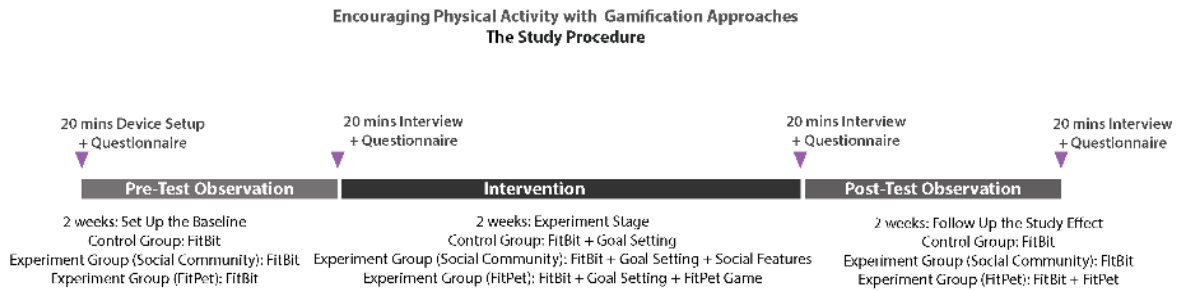 Encouraging Physical Activity with Gamification Approaches
The Study Procedure
20 mins Device Setup
+ Questionnaire
20 mins Interview
+ Questionnaire
20 mins Interview
+ Questionnaire
20 mins Interview
+ Questionnaire
Pre-Test Observation
Intervention
Post-Test Observation
2 weeks: Set Up the Baseline
Control Group: FitBit
Experiment Group (Social Community): FitBit
Experiment Group (FitPet): FitBit
2 weeks: Experiment Stage
Control Group: FitBit + Goal Setting
Experiment Group (Social Community): FitBit + Goal Setting + Social Features
Experiment Group (FitPet): FitBit + Goal Setting + FitPet Game
2 weeks: Follow Up the Study Effect
Control Group: FitBit
Experiment Group (Social Community): FitBit
Experiment Group (FitPet): FitBit + FitPet